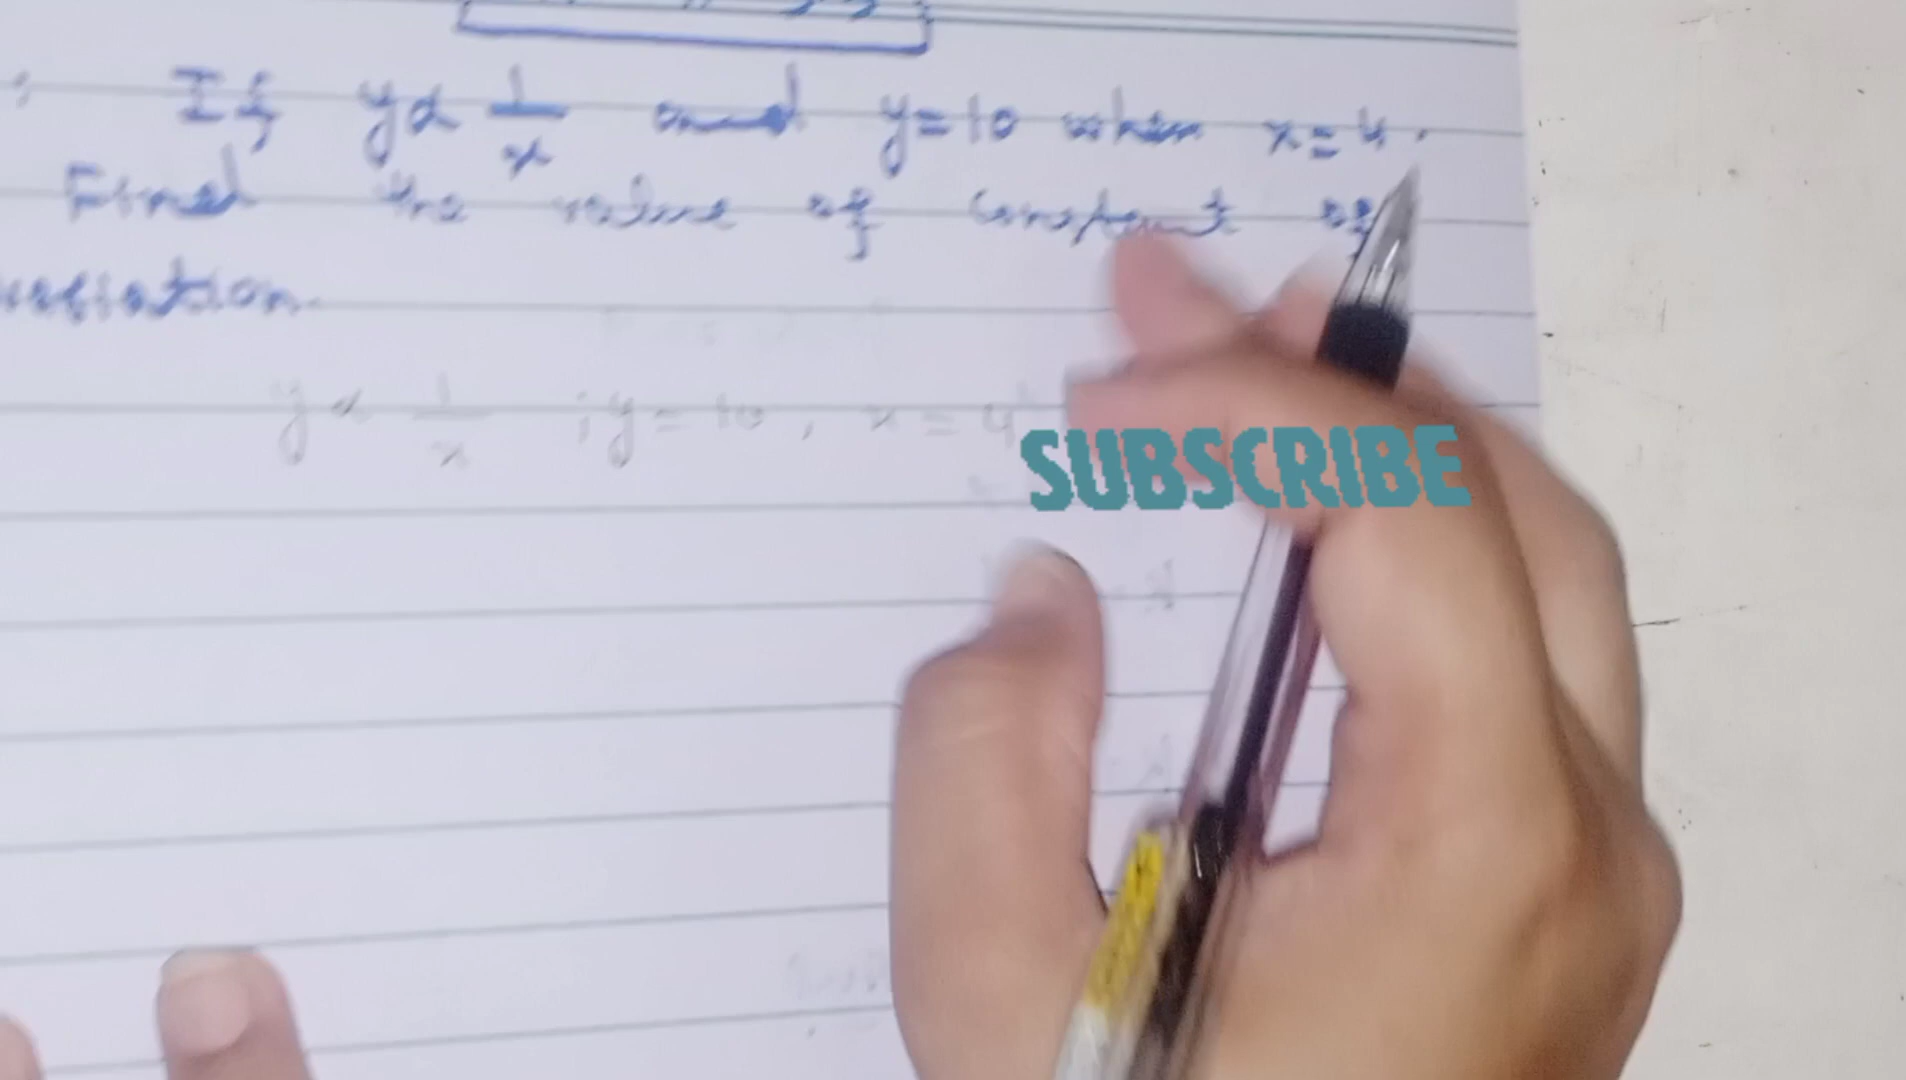 If y∝ 1/x and y=10 when x=4.
Find the value of constant of
variation.
y∝ 1/x ; y=10, x=4
SUBSCRIBE